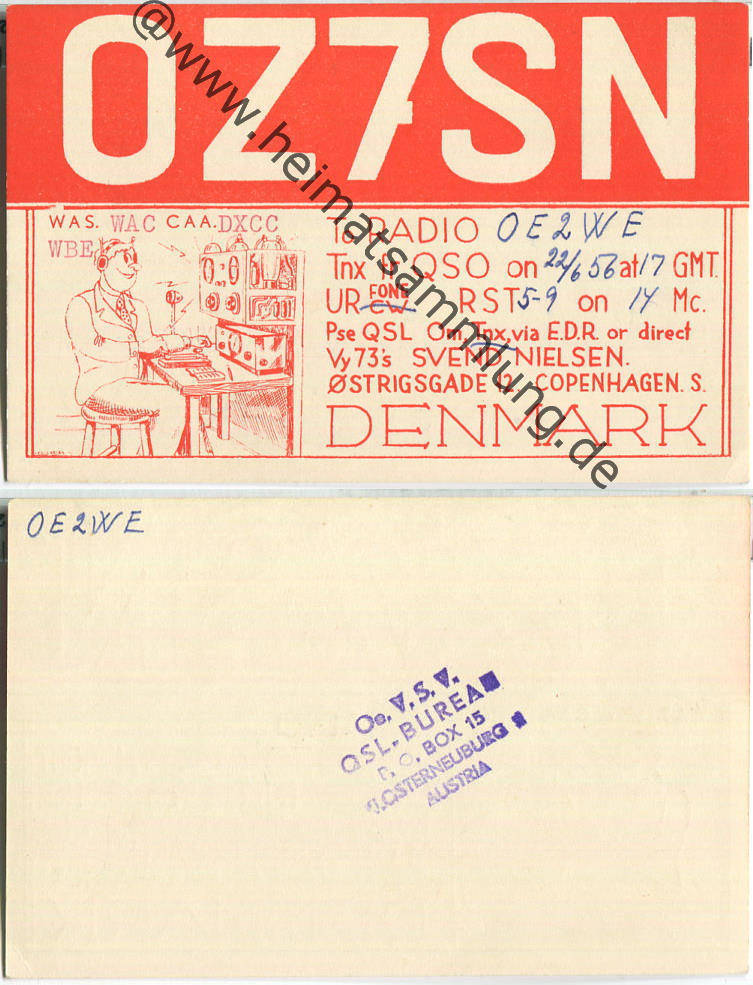 OZ7SN
@www.heimatsammlung.de
WAS. WAC CAA. DXCC
WBE
To RADIO OE2WE
Tnx fr QSO on 22/6 56 at 17 GMT.
UR CW FONE RST 5-9 on 14 Mc.
Pse QSL Om, Tnx, via E.D.R. or direct
Vy 73's SVEND NIELSEN.
ØSTRIGSGADE COPENHAGEN. S.
DENMARK
OE2WE
Oe. V. S. V.
QSL-BUREA
P. O. BOX 15
KLOSTERNEUBURG
AUSTRIA